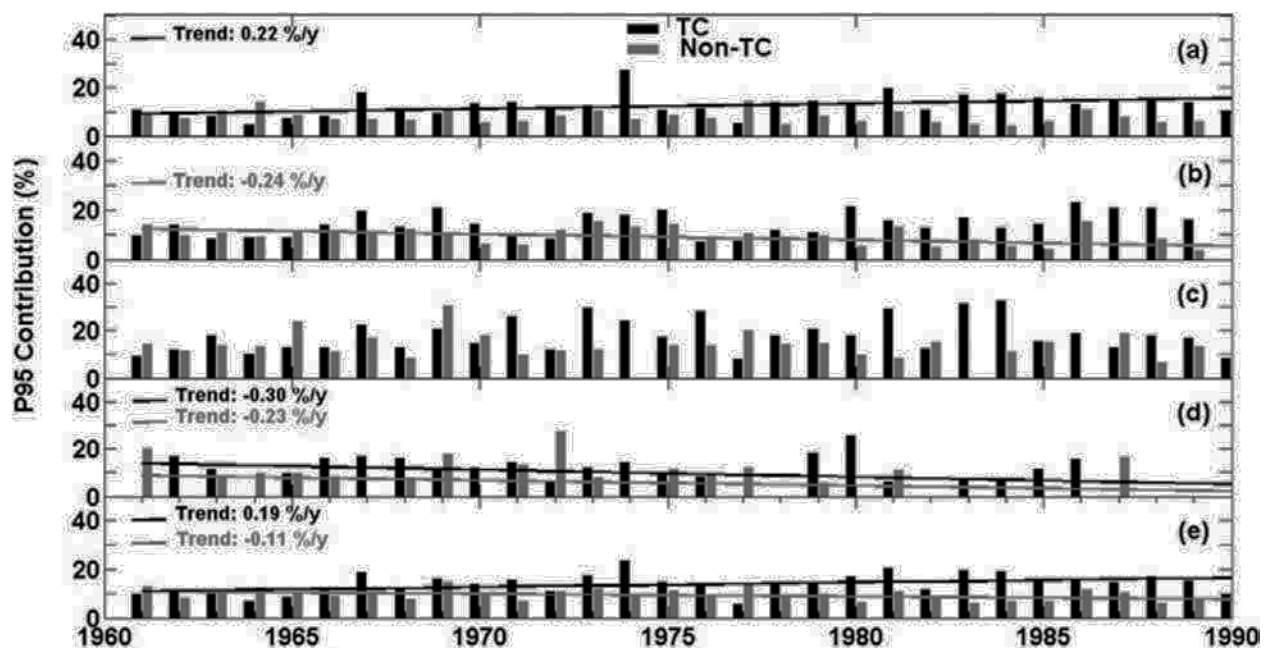 TC
Non-TC
Trend: 0.22 %/y
(a)
40
20
0
Trend: -0.24 %/y
(b)
40
20
0
(c)
40
20
0
Trend: -0.30 %/y
Trend: -0.23 %/y
(d)
40
20
0
Trend: 0.19 %/y
Trend: -0.11 %/y
(e)
40
20
0
P95 Contribution (%)
1960 1965 1970 1975 1980 1985 1990